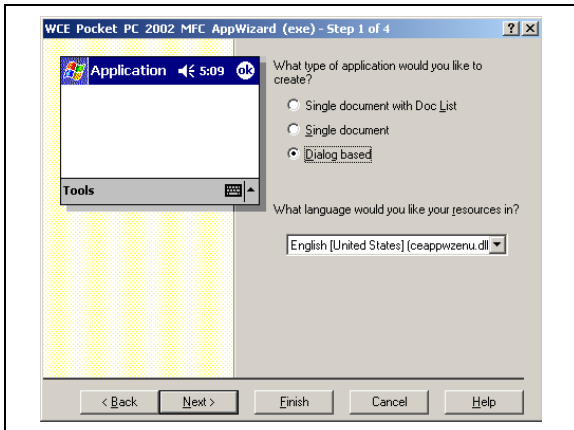 WCE Pocket PC 2002 MFC AppWizard (exe) - Step 1 of 4
Application 5:09 ok
Tools
What type of application would you like to
create?
Single document with Doc List
Single document
Dialog based
What language would you like your resources in?
English [United States] (ceappwzenu.dll
< Back
Next >
Finish
Cancel
Help